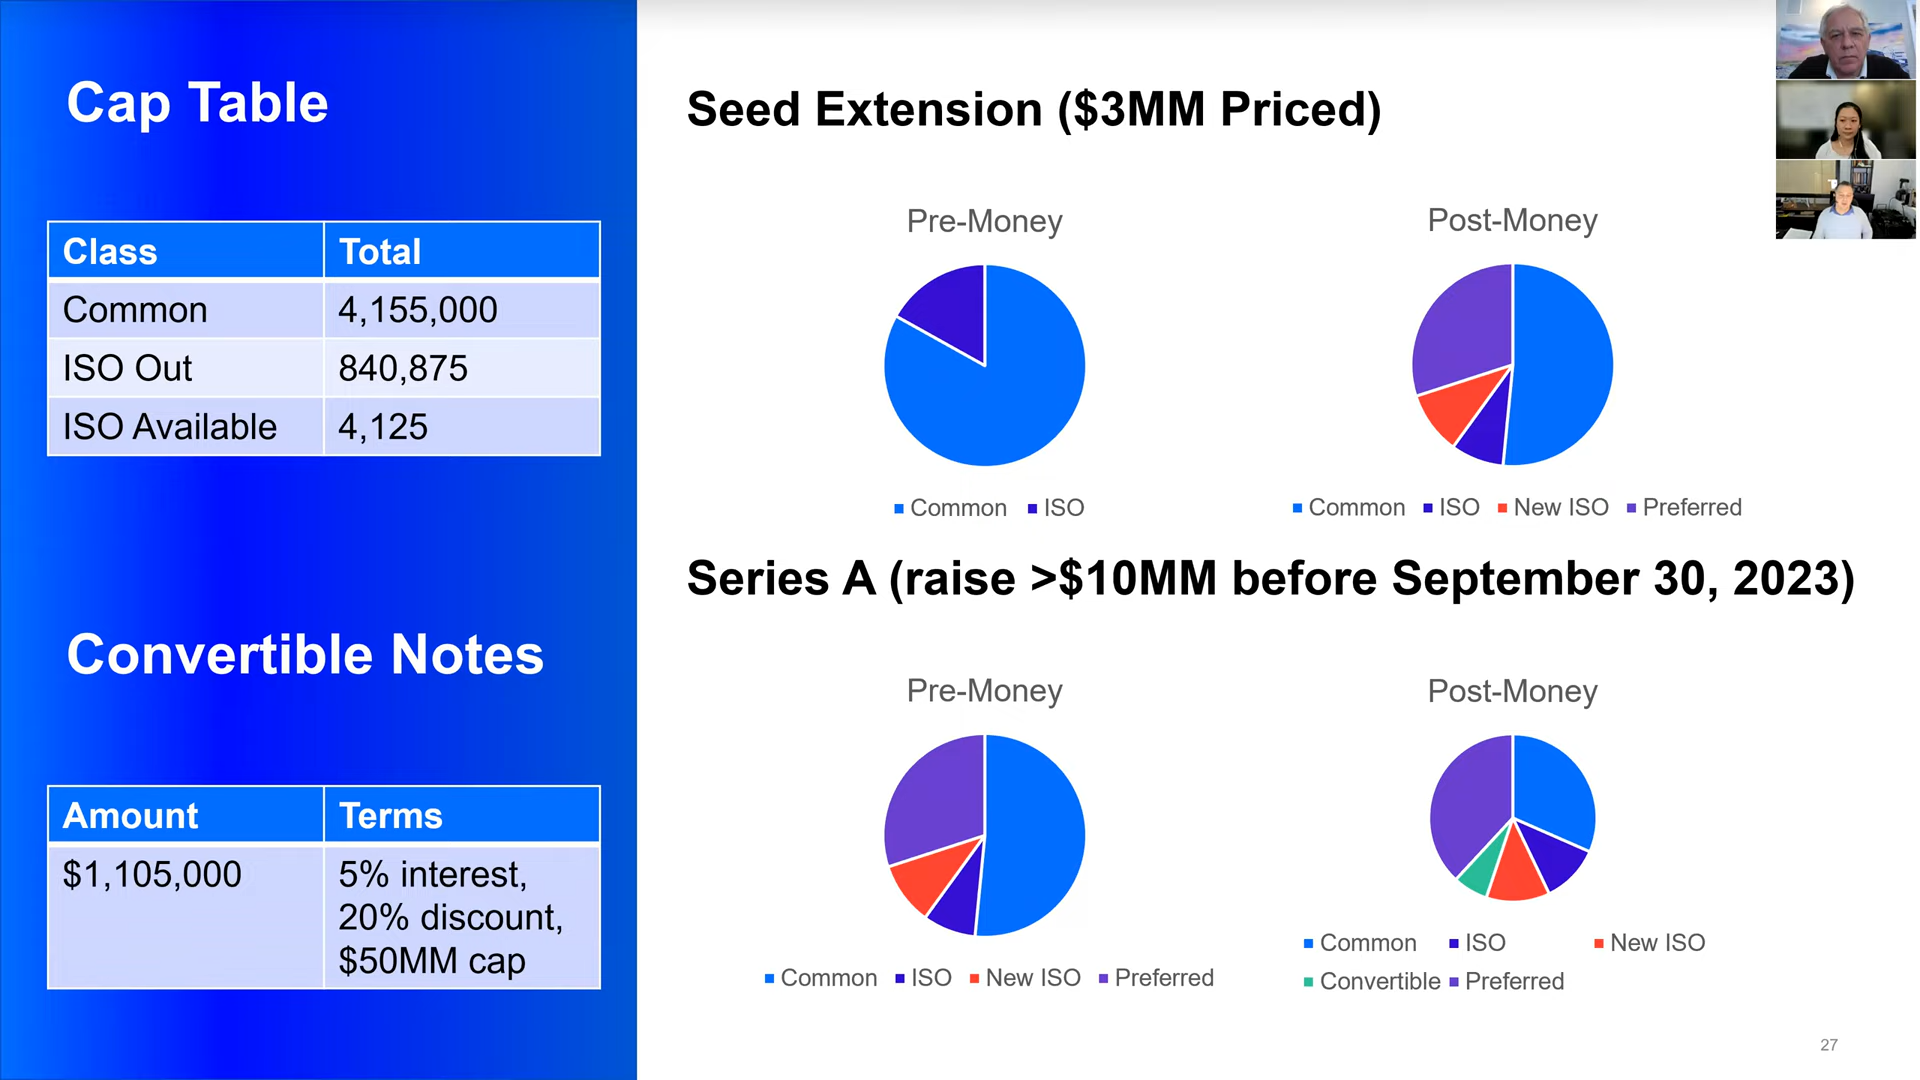 Cap Table
Class Total
Common 4,155,000
ISO Out 840,875
ISO Available 4,125
Convertible Notes
Amount Terms
$1,105,000 5% interest,
20% discount,
$50MM cap
Seed Extension ($3MM Priced)
Pre-Money
Common ISO
Post-Money
Common ISO New ISO Preferred
Series A (raise >$10MM before September 30, 2023)
Pre-Money
Common ISO New ISO Preferred
Post-Money
Common ISO New ISO
Convertible Preferred
27